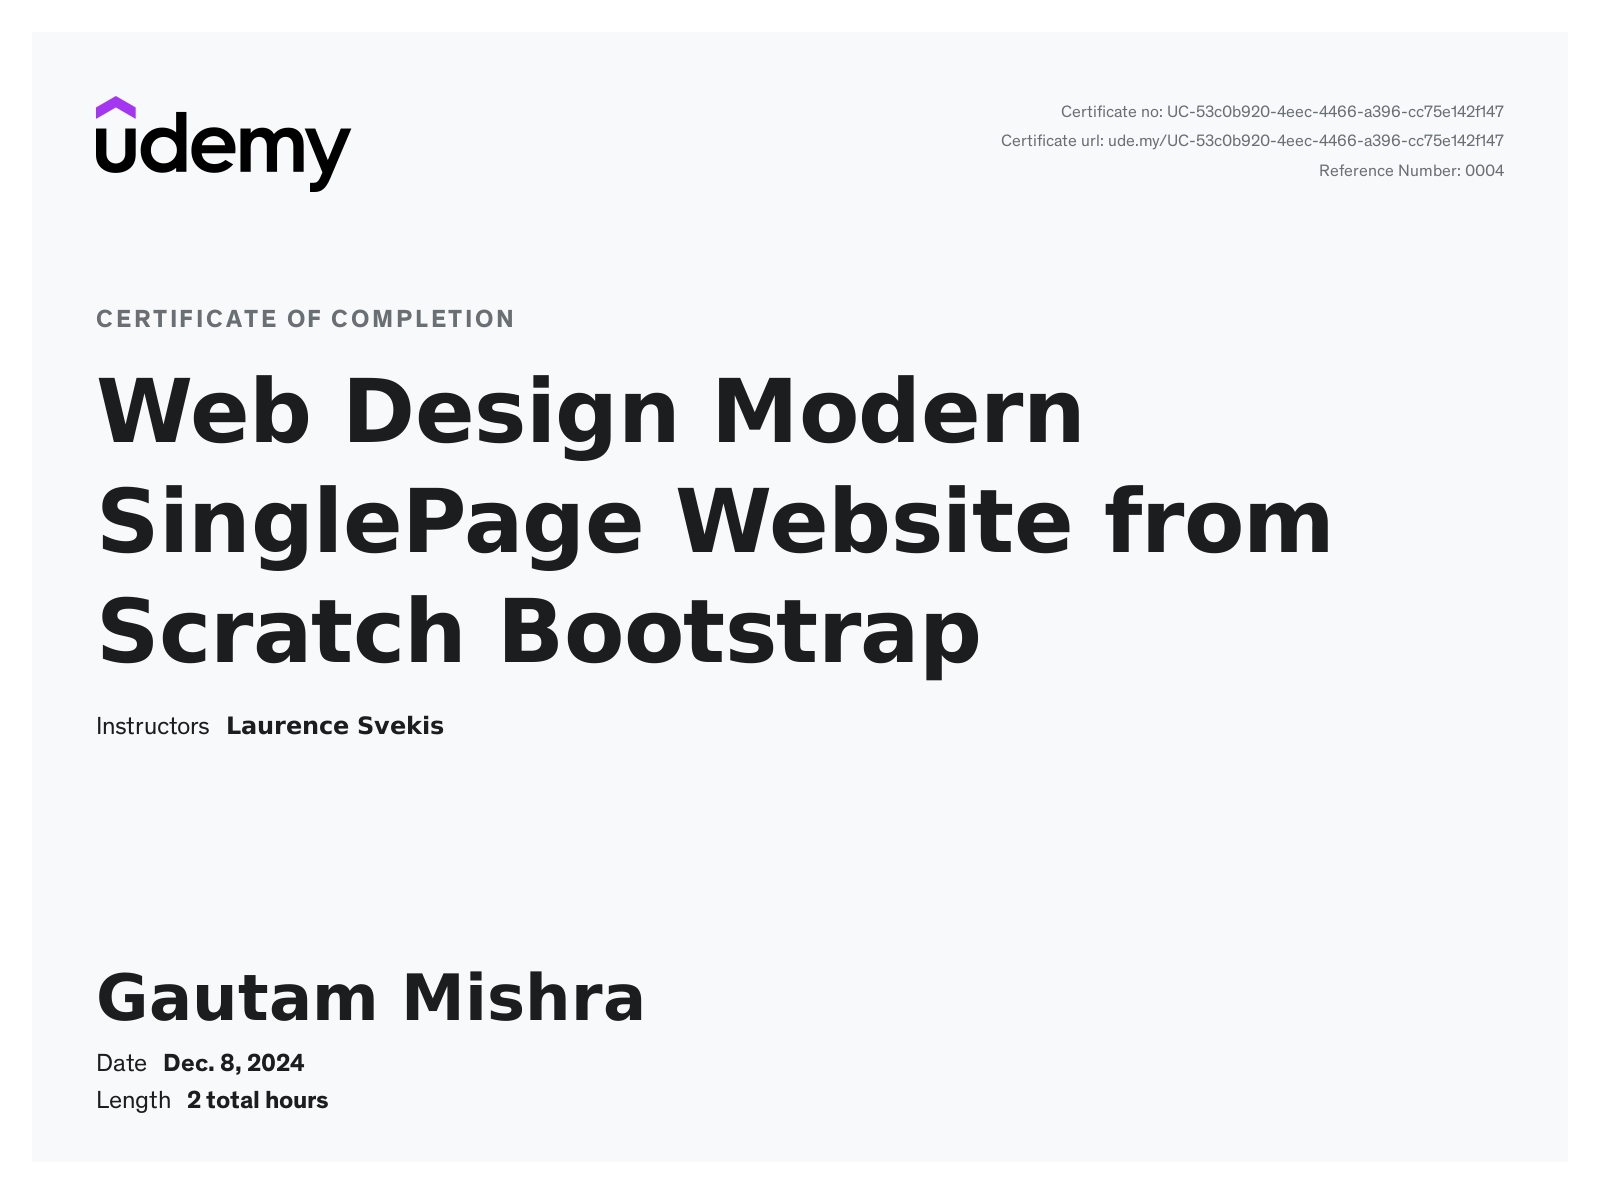 udemy
Certificate no: UC-53c0b920-4eec-4466-a396-cc75e142f147
Certificate url: ude.my/UC-53c0b920-4eec-4466-a396-cc75e142f147
Reference Number: 0004
CERTIFICATE OF COMPLETION
Web Design Modern
SinglePage Website from
Scratch Bootstrap
Instructors Laurence Svekis
Gautam Mishra
Date Dec. 8, 2024
Length 2 total hours